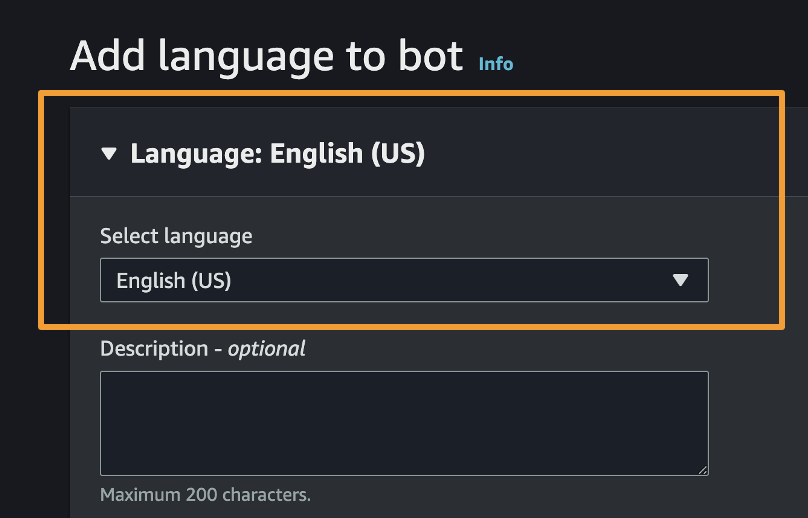 Add language to bot Info
Language: English (US)
Select language
English (US)
Description - optional
Maximum 200 characters.